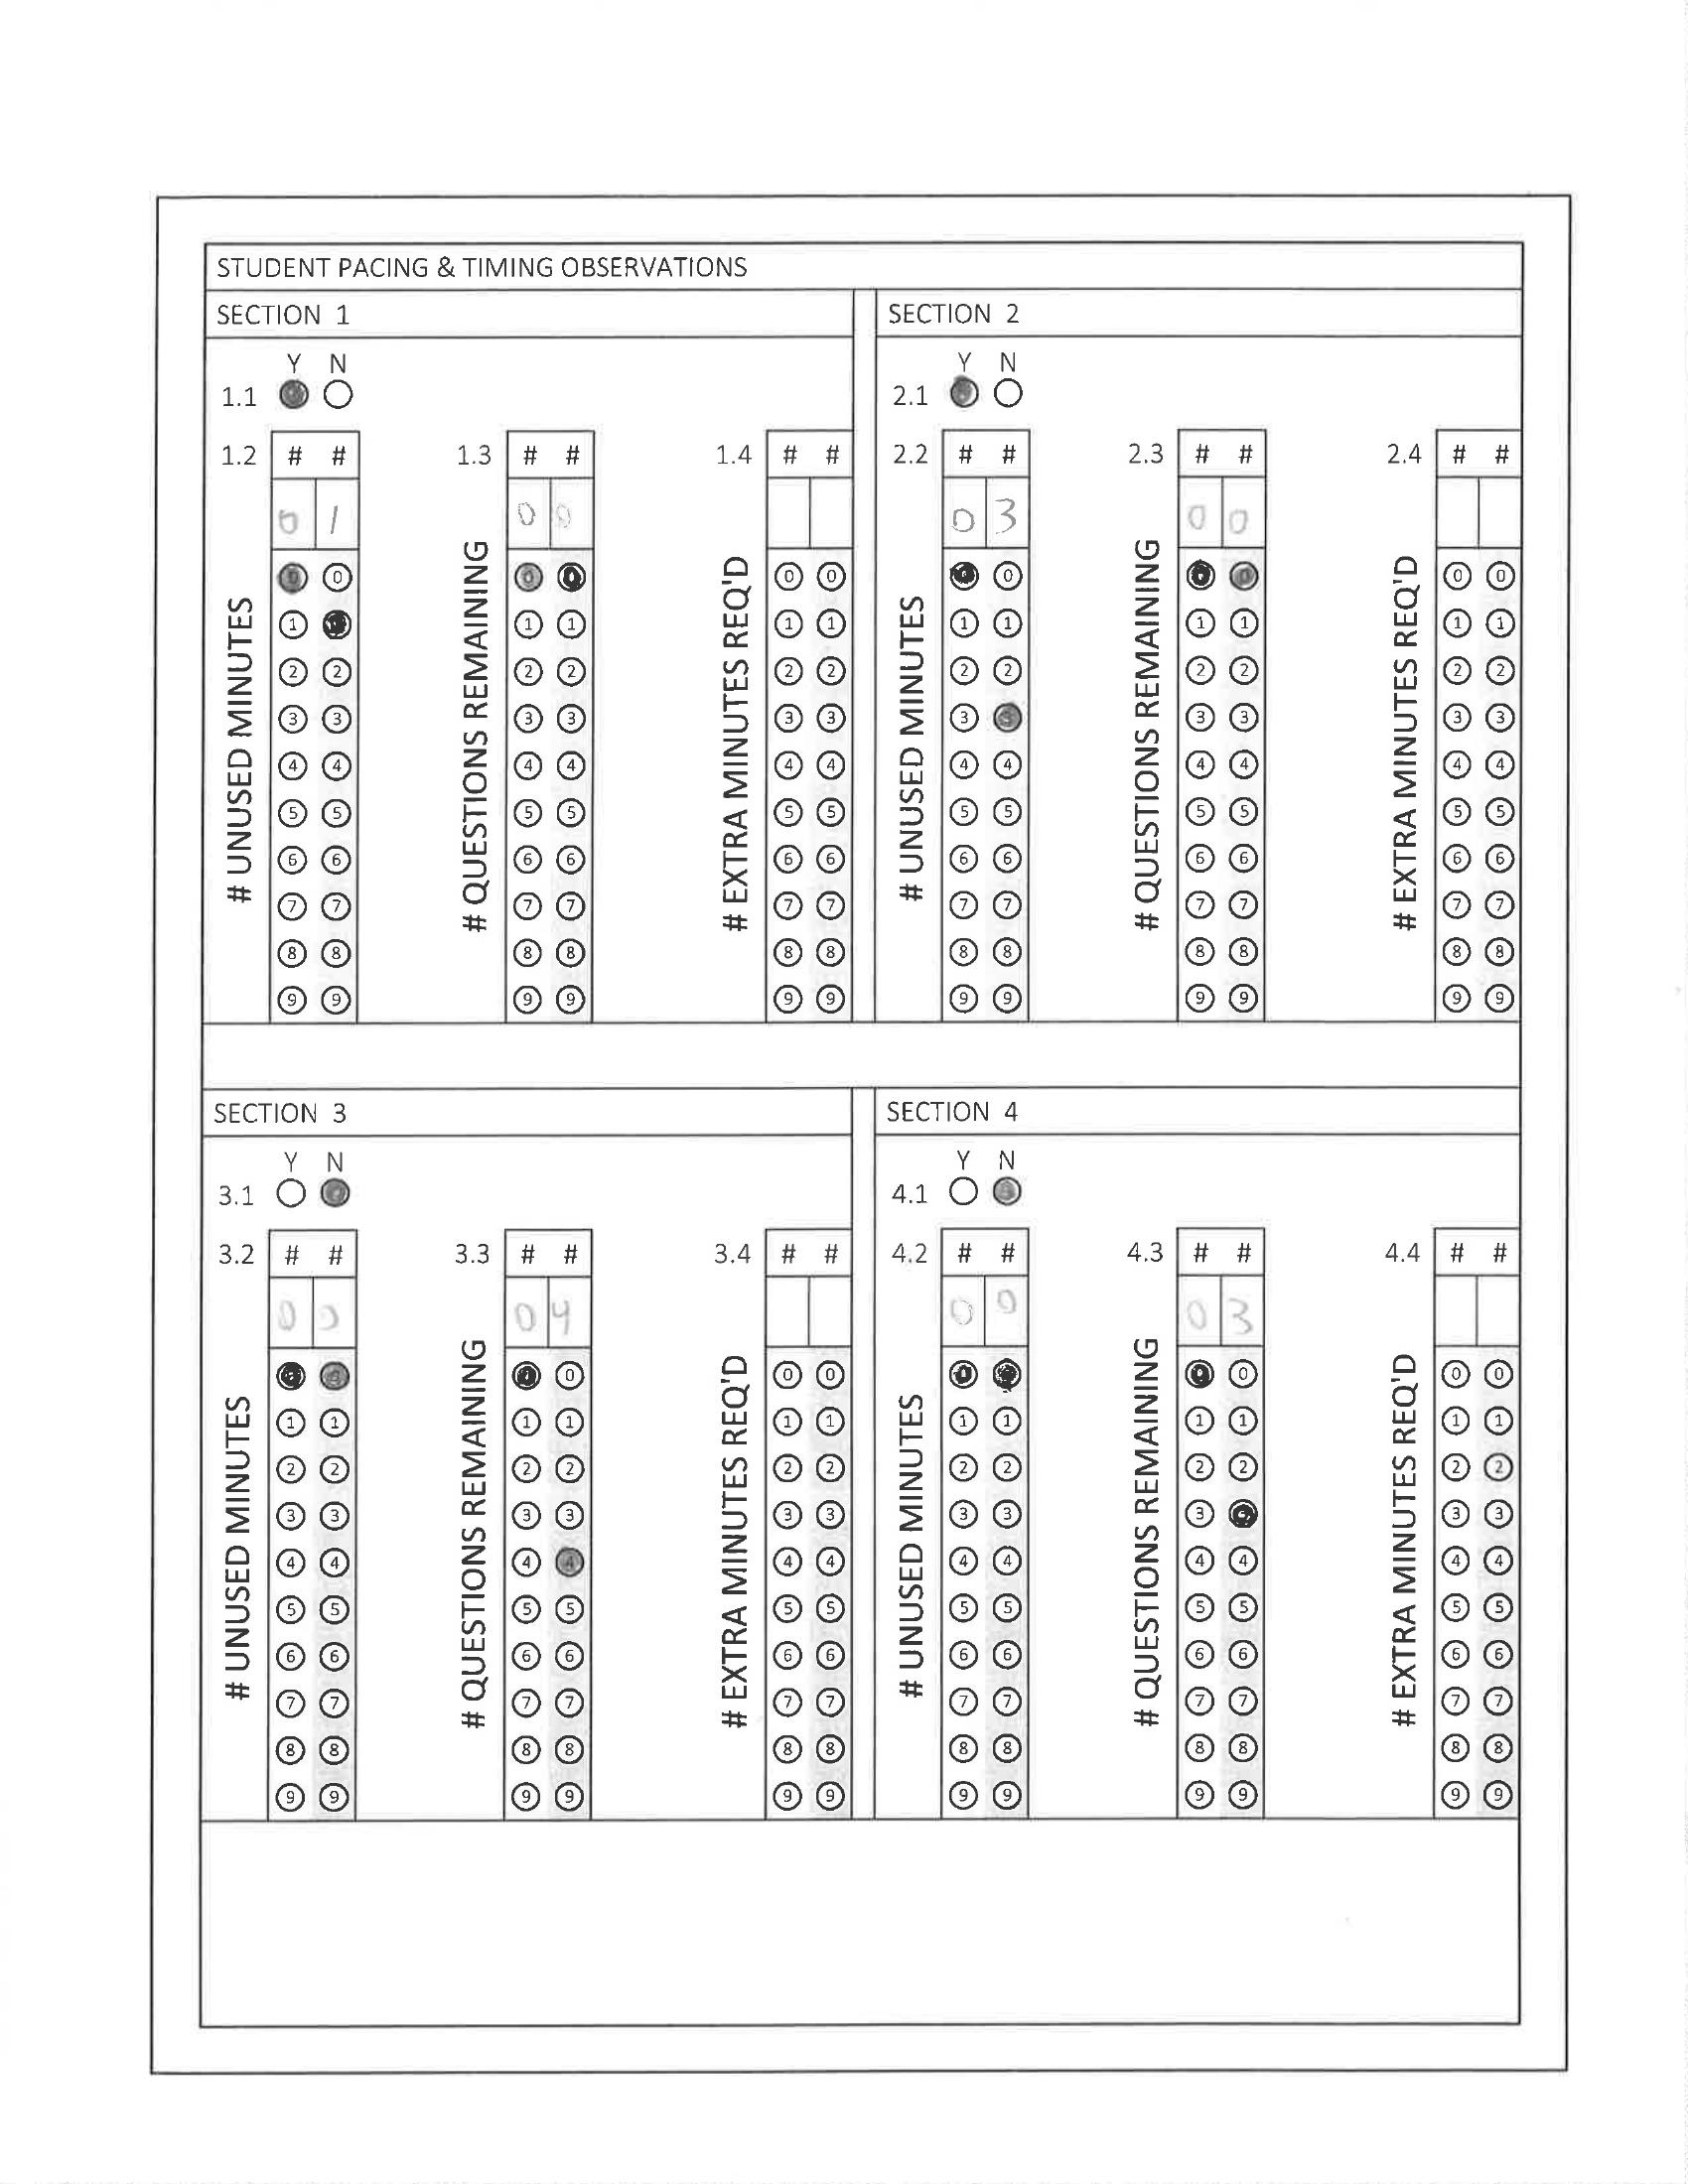 STUDENT PACING & TIMING OBSERVATIONS
SECTION 1
Y N
1.1
1.2 # # 1.3 # # 1.4 # #
0 1 0 0
# UNUSED MINUTES
# QUESTIONS REMAINING
# EXTRA MINUTES REQ'D
0 0 0 0 0 0
1 1 1 1 1
2 2 2 2 2 2
3 3 3 3 3 3
4 4 4 4 4 4
5 5 5 5 5 5
6 6 6 6 6 6
7 7 7 7 7 7
8 8 8 8 8 8
9 9 9 9 9 9
SECTION 2
Y N
2.1
2.2 # # 2.3 # # 2.4 # #
0 3 0 0
# UNUSED MINUTES
# QUESTIONS REMAINING
# EXTRA MINUTES REQ'D
0 0 0 0 0
1 1 1 1 1 1
2 2 2 2 2 2
3 3 3 3 3 3
4 4 4 4 4 4
5 5 5 5 5 5
6 6 6 6 6 6
7 7 7 7 7 7
8 8 8 8 8 8
9 9 9 9 9 9
SECTION 3
Y N
3.1
3.2 # # 3.3 # # 3.4 # #
0 0 0 4
# UNUSED MINUTES
# QUESTIONS REMAINING
# EXTRA MINUTES REQ'D
0 0 0 0
1 1 1 1 1 1
2 2 2 2 2 2
3 3 3 3 3 3
4 4 4 4 4 4
5 5 5 5 5 5
6 6 6 6 6 6
7 7 7 7 7 7
8 8 8 8 8 8
9 9 9 9 9 9
SECTION 4
Y N
4.1
4.2 # # 4.3 # # 4.4 # #
0 0 0 3
# UNUSED MINUTES
# QUESTIONS REMAINING
# EXTRA MINUTES REQ'D
0 0 0 0 0
1 1 1 1 1 1
2 2 2 2 2 2
3 3 3 3 3
4 4 4 4 4 4
5 5 5 5 5 5
6 6 6 6 6 6
7 7 7 7 7 7
8 8 8 8 8 8
9 9 9 9 9 9